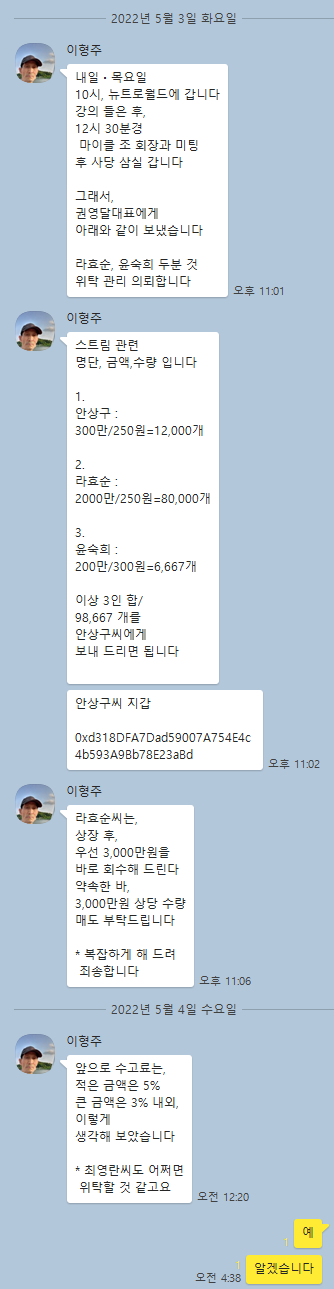 2022년 5월 3일 화요일
이형주
내일·목요일
10시, 뉴트로월드에 갑니다
강의 들은 후,
12시 30분경
마이클 조 회장과 미팅
후 사당 삼실 갑니다
그래서,
권영달대표에게
아래와 같이 보냈습니다
라효순, 윤숙희 두분 것
위탁 관리 의뢰합니다
오후 11:01
이형주
스트림 관련
명단, 금액,수량 입니다
1.
안상구 :
300만/250원=12,000개
2.
라효순 :
2000만/250원=80,000개
3.
윤숙희 :
200만/300원=6,667개
이상 3인 합/
98,667 개를
안상구씨에게
보내 드리면 됩니다
안상구씨 지갑
0xd318DFA7Dad59007A754E4c
4b593A9Bb78E23aBd
오후 11:02
이형주
라효순씨는,
상장 후,
우선 3,000만원을
바로 회수해 드린다
약속한 바,
3,000만원 상당 수량
매도 부탁드립니다
* 복잡하게 해 드려
죄송합니다
오후 11:06
2022년 5월 4일 수요일
이형주
앞으로 수고료는,
적은 금액은 5%
큰 금액은 3% 내외,
이렇게
생각해 보았습니다
* 최영란씨도 어쩌면
위탁할 것 같고요
오전 12:20
1
예
1
오전 4:38
알겠습니다